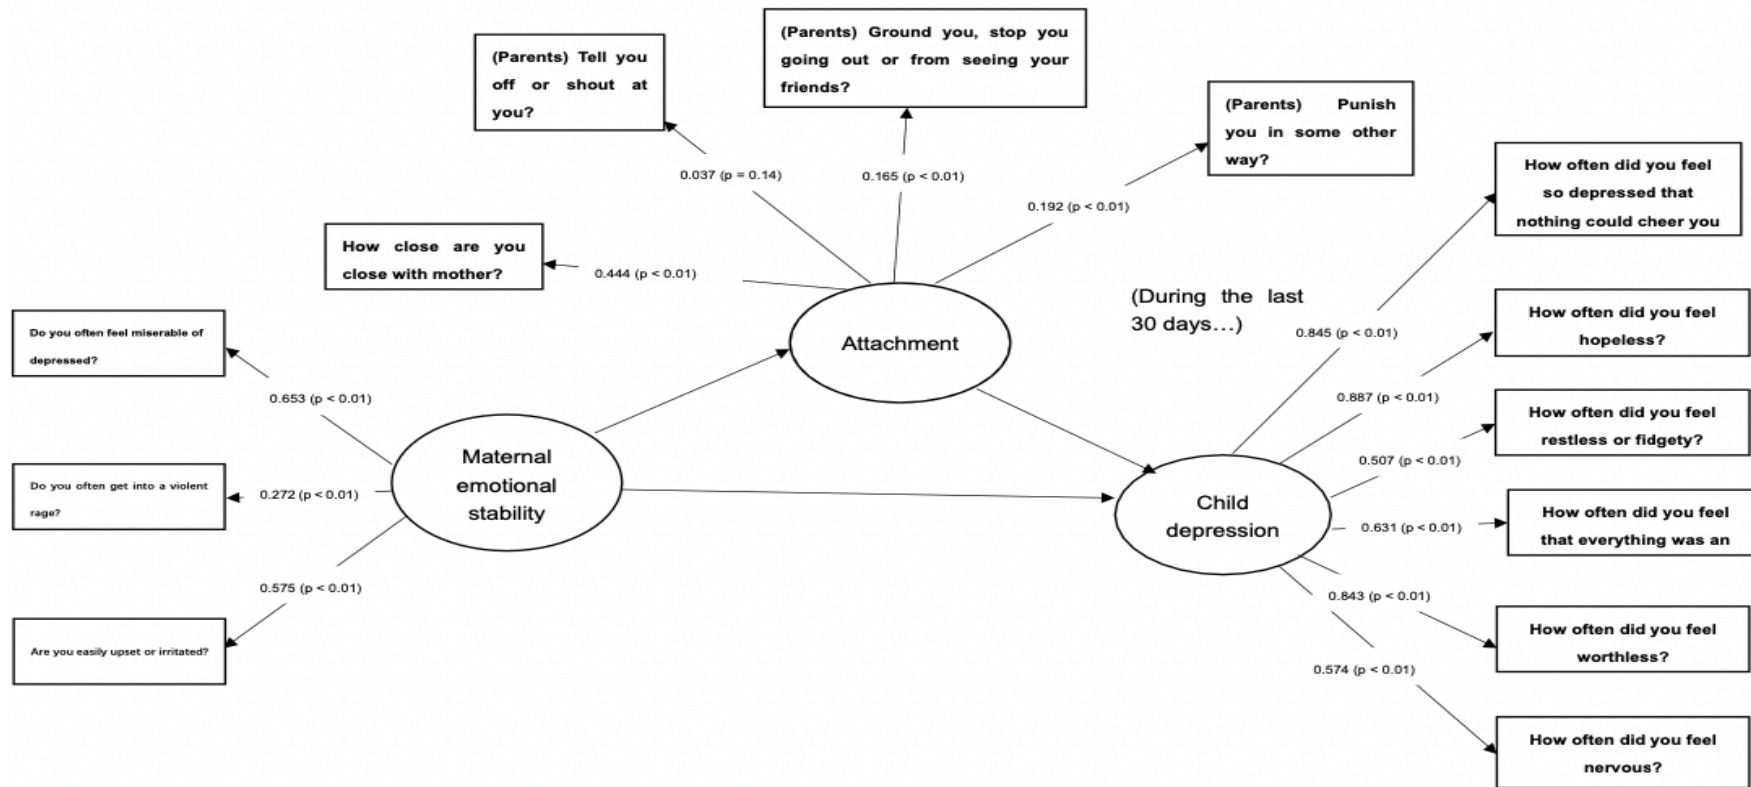 (Parents) Tell you
off or shout at
you?
(Parents) Ground you, stop you
going out or from seeing your
friends?
(Parents) Punish
you in some other
way?
How often did you feel
so depressed that
nothing could cheer you
0.037 (p = 0.14)
0.165 (p < 0.01)
0.192 (p < 0.01)
How close are you
close with mother?
0.444 (p < 0.01)
(During the last
30 days...)
0.845 (p < 0.01)
How often did you feel
hopeless?
Do you often feel miserable of
depressed?
Attachment
0.653 (p < 0.01)
0.887 (p < 0.01)
How often did you feel
restless or fidgety?
0.507 (p < 0.01)
Maternal
emotional
stability
Do you often get into a violent
rage?
0.272 (p < 0.01)
Child
depression
0.631 (p < 0.01)
How often did you feel
that everything was an
0.575 (p < 0.01)
0.843 (p < 0.01)
How often did you feel
worthless?
Are you easily upset or irritated?
0.574 (p < 0.01)
How often did you feel
nervous?